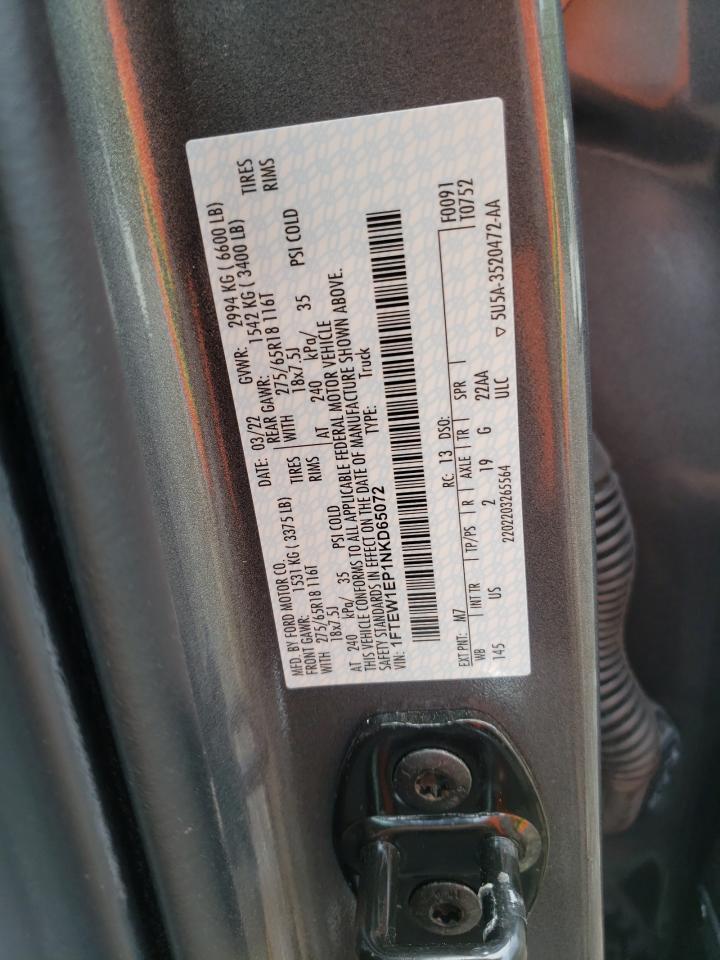 MFD. BY FORD MOTOR CO.
DATE: 03/22 GVWR: 2994 KG ( 6600 LB)
FRONT GAWR: 1531 KG ( 3375 LB) REAR GAWR: 1542 KG ( 3400 LB)
WITH 275/65R18 116T TIRES WITH 275/65R18 116T TIRES
18x7.5J RIMS 18x7.5J RIMS
AT 240 kPa/ 35 PSI COLD AT 240 kPa/ 35 PSI COLD
THIS VEHICLE CONFORMS TO ALL APPLICABLE FEDERAL MOTOR VEHICLE
SAFETY STANDARDS IN EFFECT ON THE DATE OF MANUFACTURE SHOWN ABOVE.
VIN: 1FTEW1EP1NKD65072 TYPE: Truck
F0091
T0752
EXT PNT: M7 RC: 13 DSO:
WB INT TR TP/PS R AXLE TR SPR
145 US 2 19 G 22AA
2202203265564 ULC ▽ 5U5A-3520472-AA